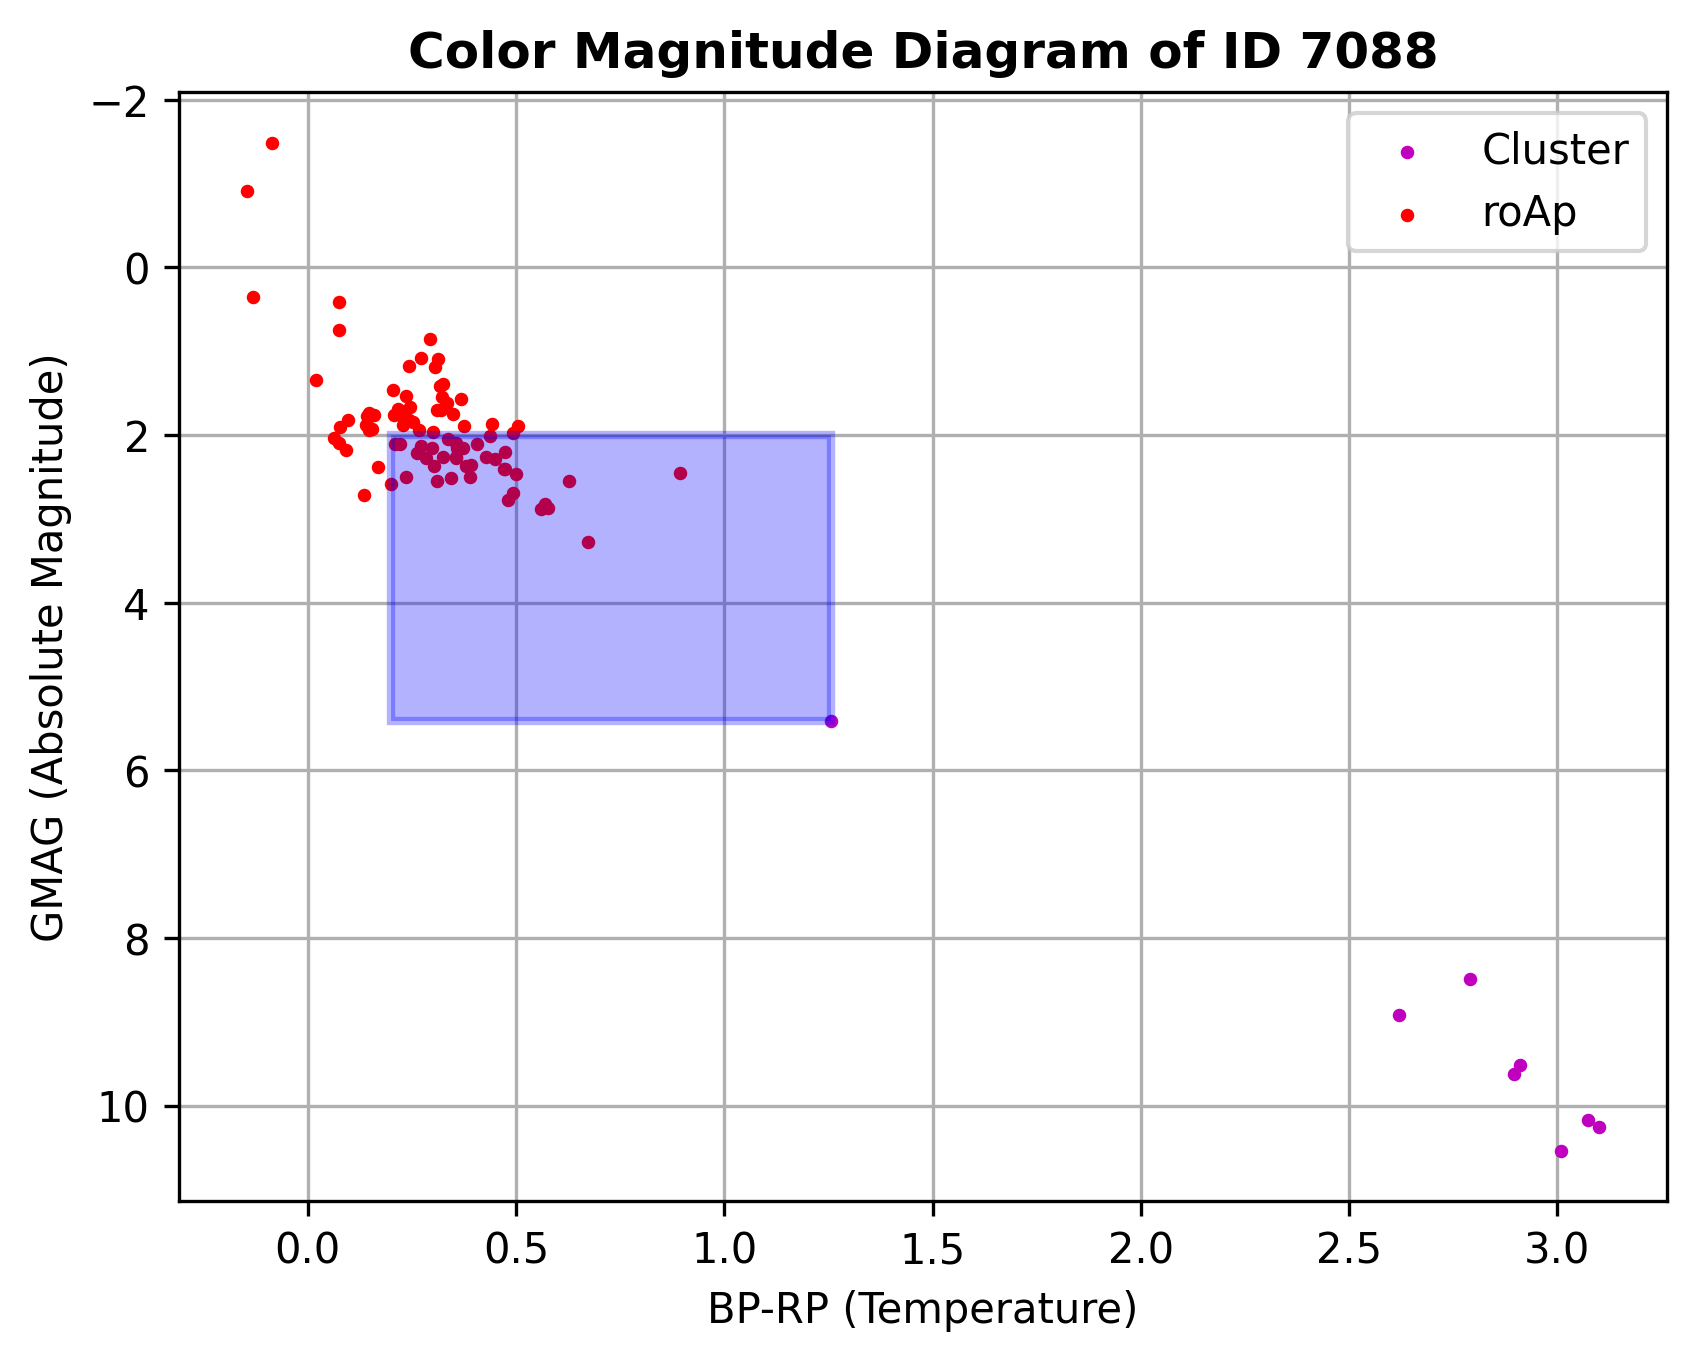 Color Magnitude Diagram of ID 7088
Cluster
roAp
GMAG (Absolute Magnitude)
−2
0
2
4
6
8
10
0.0 0.5 1.0 1.5 2.0 2.5 3.0
BP-RP (Temperature)